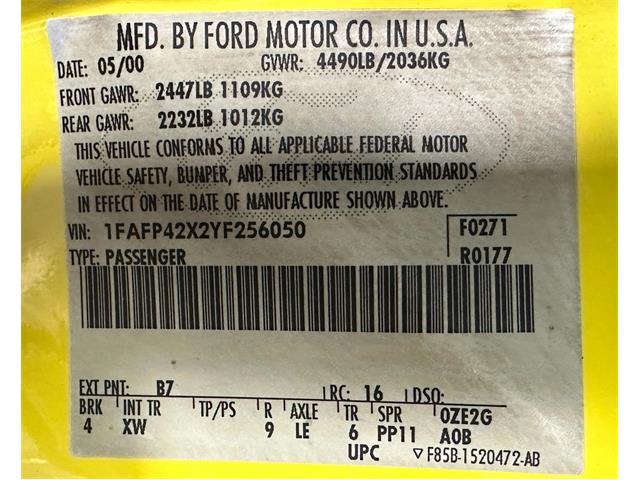 MFD. BY FORD MOTOR CO. IN U.S.A.
DATE: 05/00 GVWR: 4490LB/2036KG
FRONT GAWR: 2447LB 1109KG
REAR GAWR: 2232LB 1012KG
THIS VEHICLE CONFORMS TO ALL APPLICABLE FEDERAL MOTOR
VEHICLE SAFETY, BUMPER, AND THEFT PREVENTION STANDARDS
IN EFFECT ON THE DATE OF MANUFACTURE SHOWN ABOVE.
VIN: 1FAFP42X2YF256050 F0271
TYPE: PASSENGER R0177
EXT PNT: B7 RC: 16 DSO:
BRK INT TR TP/PS R AXLE TR SPR 0ZE2G
4 XW 9 LE 6 PP11 A0B
UPC ▽F85B-1520472-AB